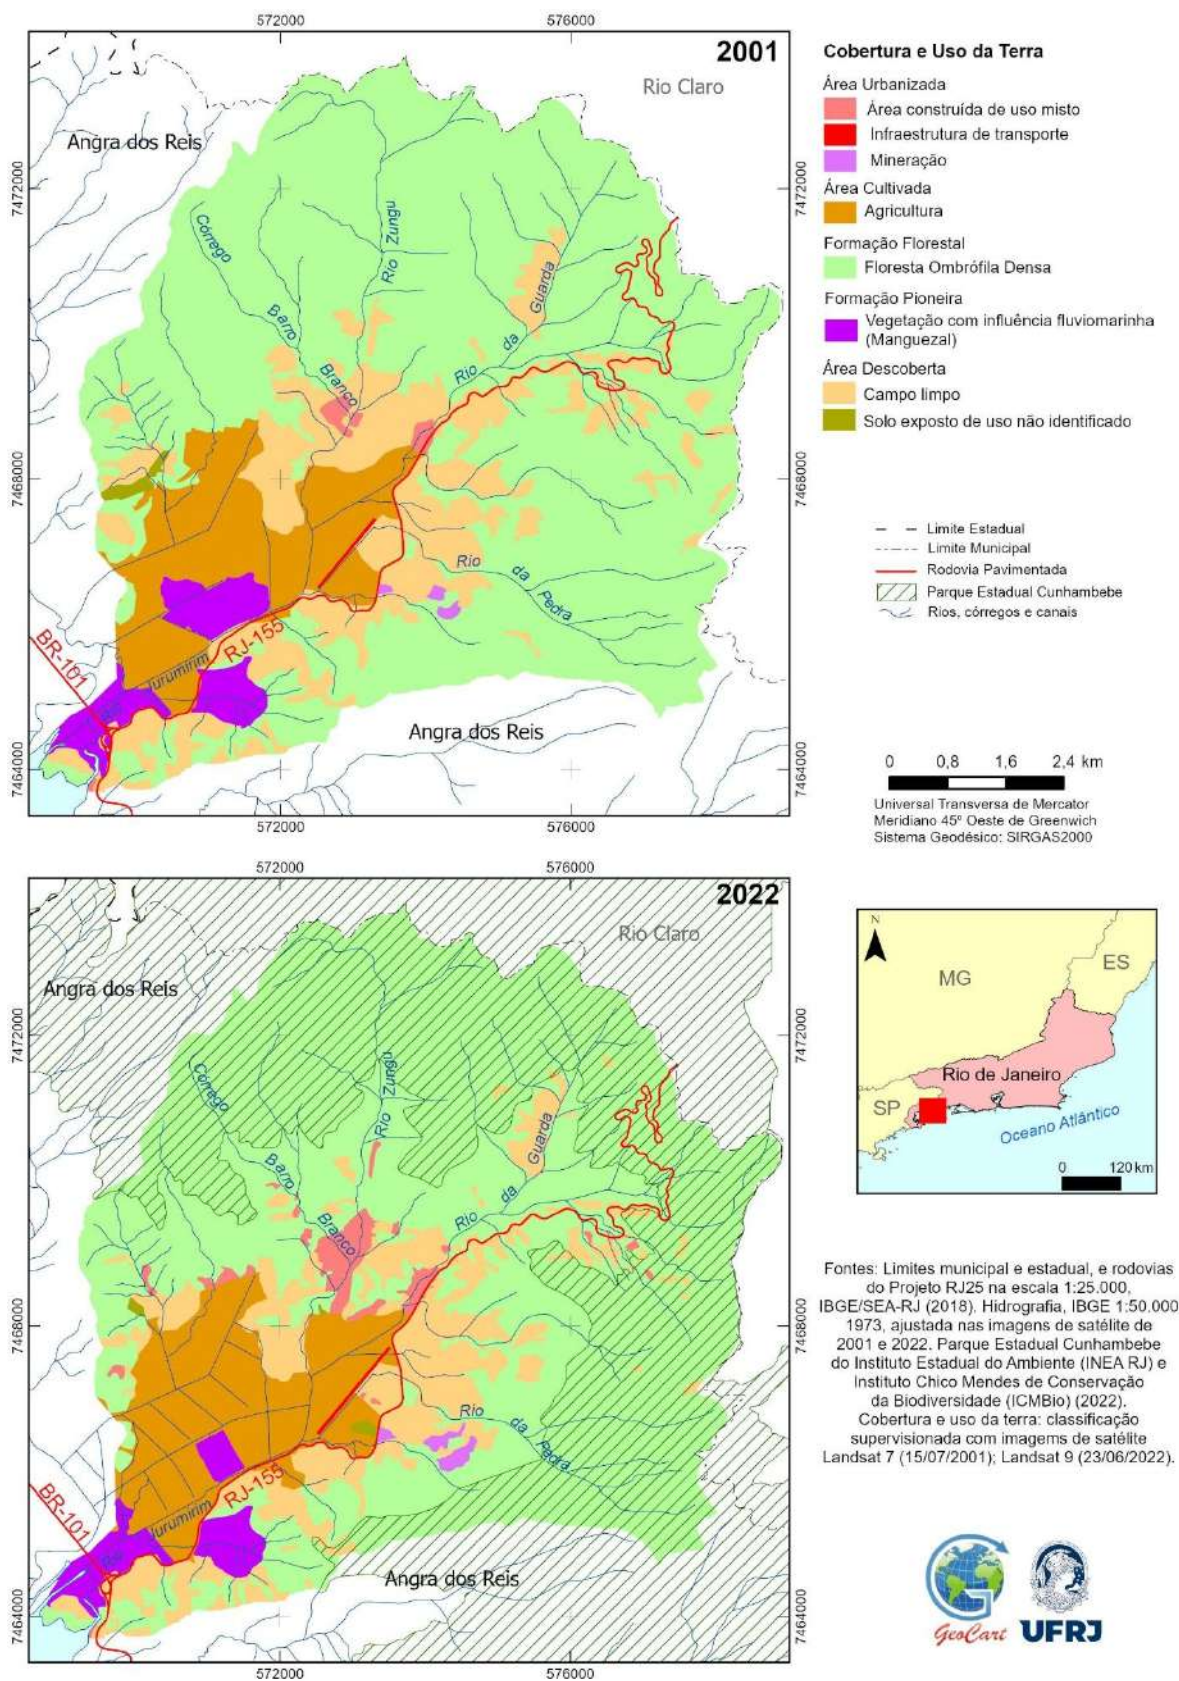 572000
576000
2001
Rio Claro
Angra dos Reis
7472000
7472000
Córrego
Barro
Branco
Rio Zungu
Rio da Guarda
7468000
7468000
Rio da Pedra
BR-101
RJ-155
Rio Jurumirim
Angra dos Reis
7464000
7464000
572000
576000
Cobertura e Uso da Terra
Área Urbanizada
Área construída de uso misto
Infraestrutura de transporte
Mineração
Área Cultivada
Agricultura
Formação Florestal
Floresta Ombrófila Densa
Formação Pioneira
Vegetação com influência fluviomarinha
(Manguezal)
Área Descoberta
Campo limpo
Solo exposto de uso não identificado
Limite Estadual
Limite Municipal
Rodovia Pavimentada
Parque Estadual Cunhambebe
Rios, córregos e canais
0 0,8 1,6 2,4 km
Universal Transversa de Mercator
Meridiano 45º Oeste de Greenwich
Sistema Geodésico: SIRGAS2000
572000
576000
2022
Rio Claro
Angra dos Reis
7472000
7472000
Córrego
Barro
Branco
Rio Zungu
Rio da Guarda
7468000
7468000
Rio da Pedra
BR-101
RJ-155
Rio Jurumirim
Angra dos Reis
7464000
7464000
572000
576000
N
MG
ES
Rio de Janeiro
SP
Oceano Atlântico
0 120 km
Fontes: Limites municipal e estadual, e rodovias
do Projeto RJ25 na escala 1:25.000,
IBGE/SEA-RJ (2018). Hidrografia, IBGE 1:50.000
1973, ajustada nas imagens de satélite de
2001 e 2022. Parque Estadual Cunhambebe
do Instituto Estadual do Ambiente (INEA RJ) e
Instituto Chico Mendes de Conservação
da Biodiversidade (ICMBio) (2022).
Cobertura e uso da terra: classificação
supervisionada com imagems de satélite
Landsat 7 (15/07/2001); Landsat 9 (23/06/2022).
GeoCart
UFRJ